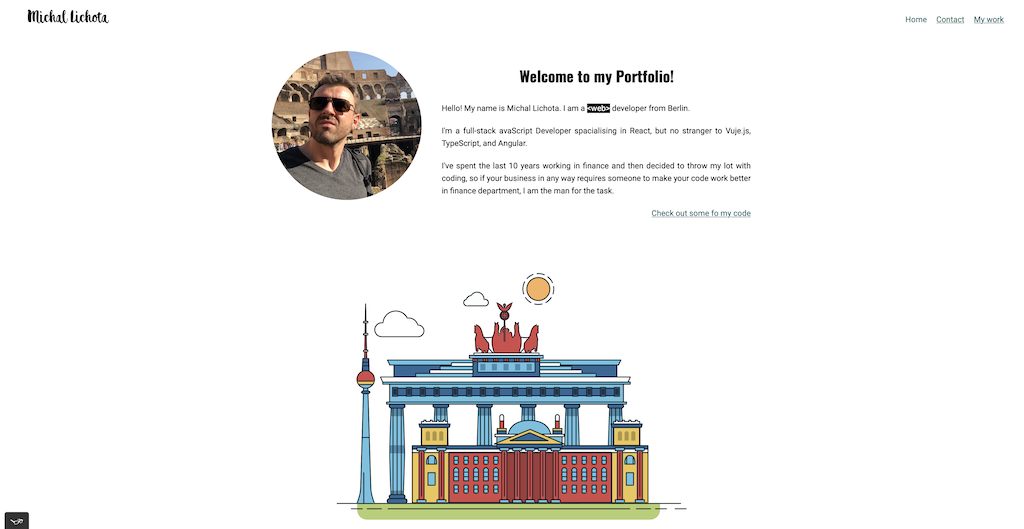 Michal Lichota
Home Contact My work
Welcome to my Portfolio!
Hello! My name is Michal Lichota. I am a <web> developer from Berlin.
I'm a full-stack avaScript Developer spacialising in React, but no stranger to Vuje.js,
TypeScript, and Angular.
I've spent the last 10 years working in finance and then decided to throw my lot with
coding, so if your business in any way requires someone to make your code work better
in finance department, I am the man for the task.
Check out some fo my code